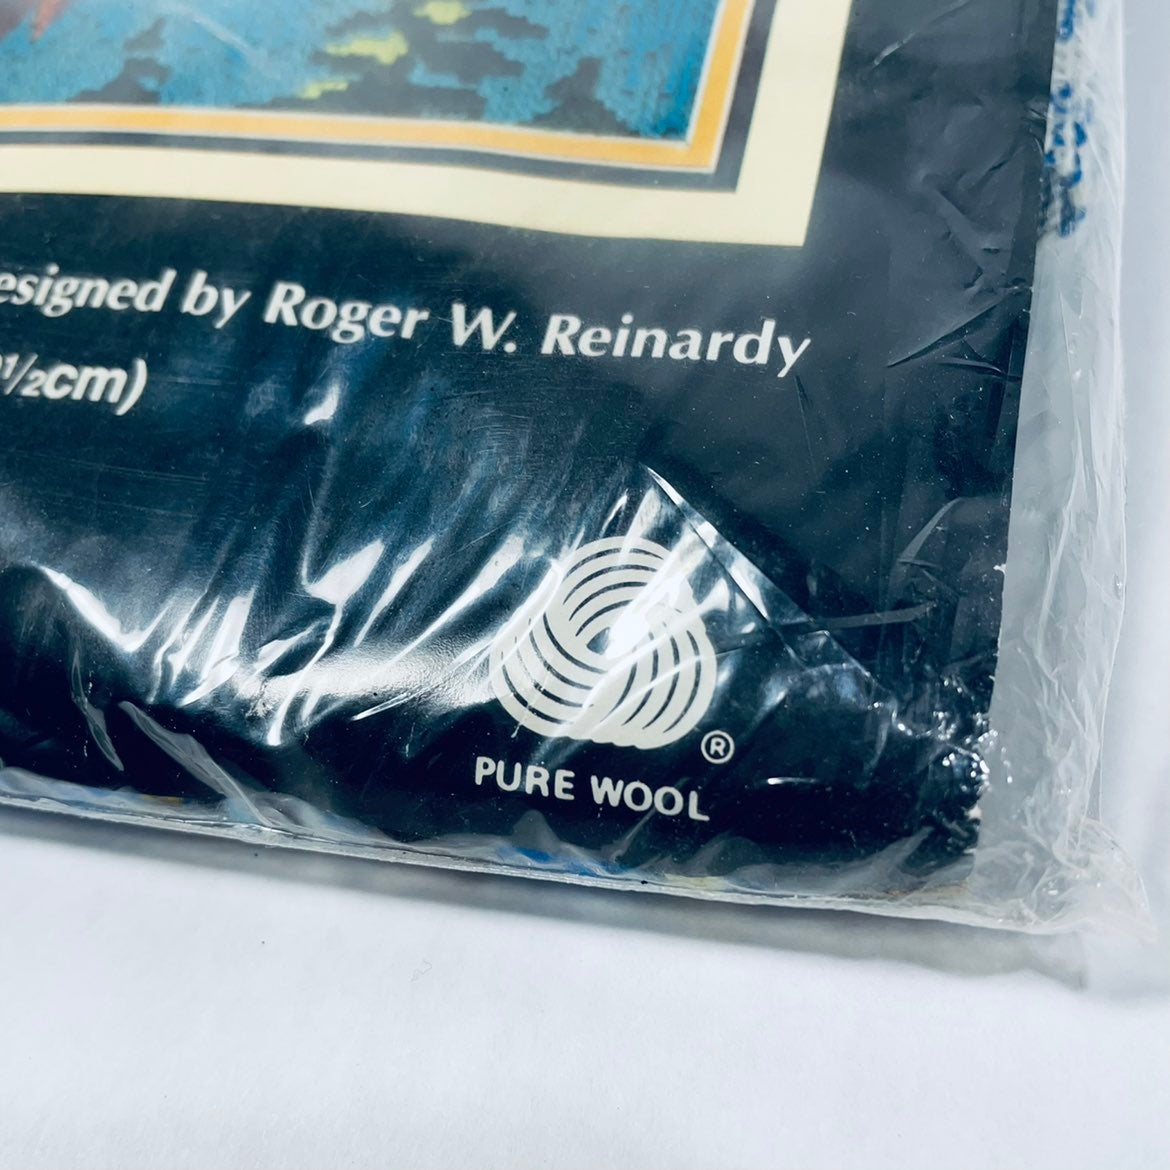 esigned by Roger W. Reinardy
1/2cm)
®
PURE WOOL